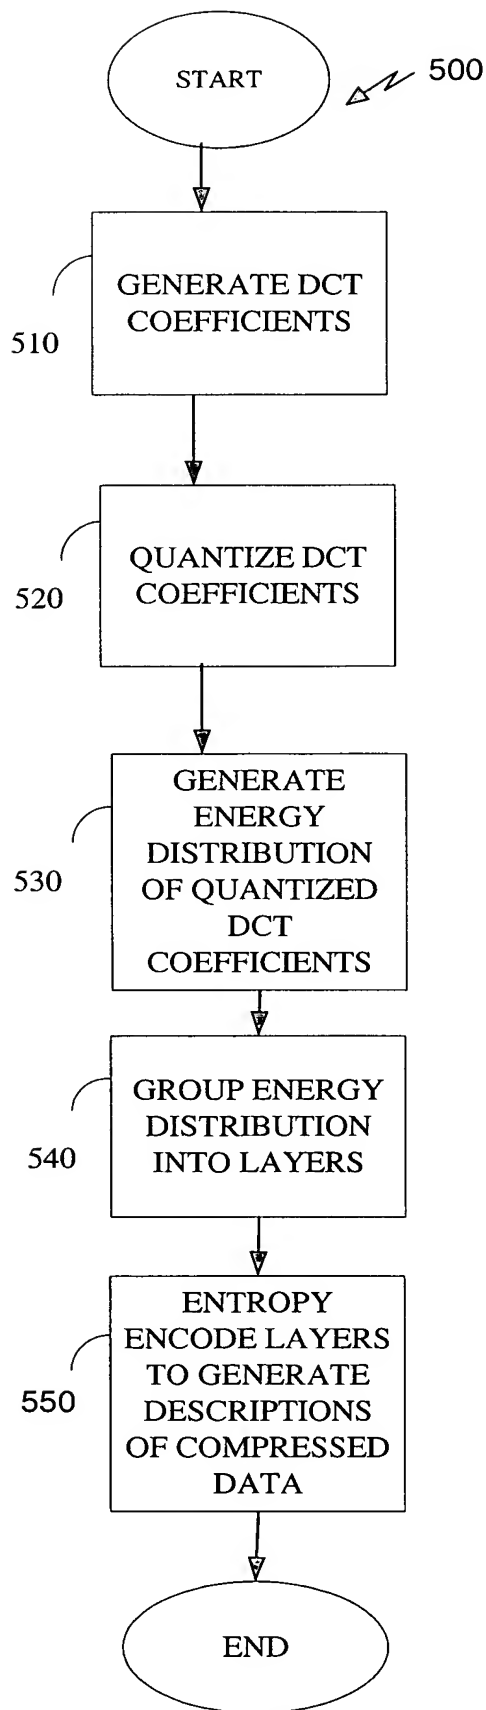 START
500
GENERATE DCT
COEFFICIENTS
510
QUANTIZE DCT
COEFFICIENTS
520
GENERATE
ENERGY
DISTRIBUTION
OF QUANTIZED
DCT
COEFFICIENTS
530
GROUP ENERGY
DISTRIBUTION
INTO LAYERS
540
ENTROPY
ENCODE LAYERS
TO GENERATE
DESCRIPTIONS
OF COMPRESSED
DATA
550
END